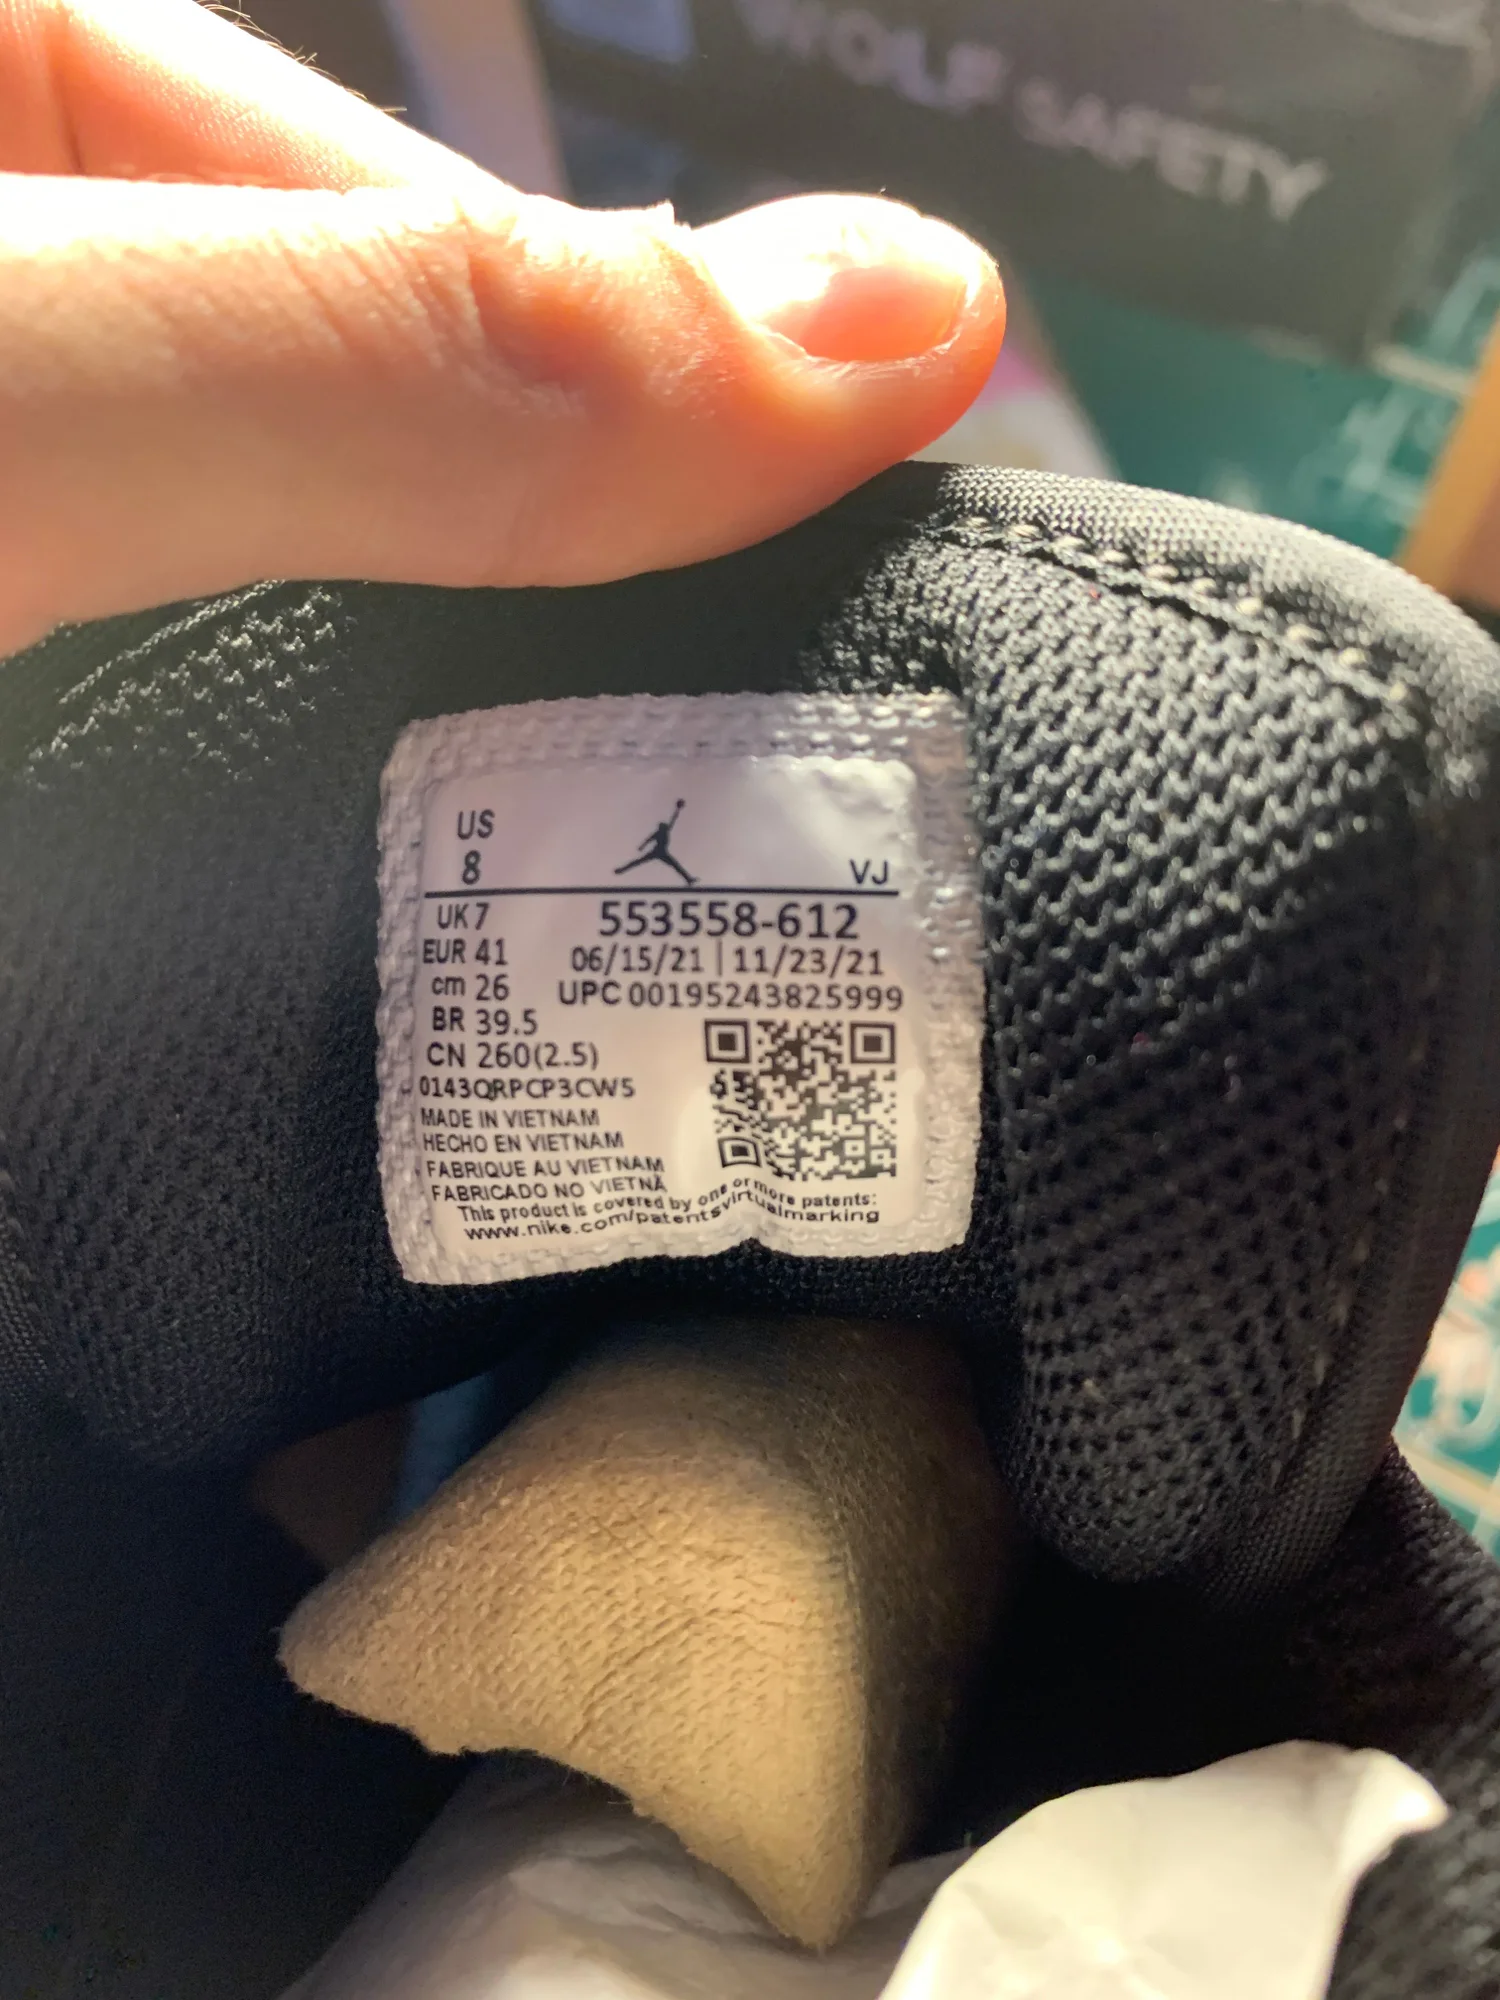 WOLF SAFETY
US
8
VJ
UK 7
553558-612
EUR 41
06/15/21 | 11/23/21
cm 26
UPC 00195243825999
BR 39.5
CN 260(2.5)
0143QRPCP3CW5
MADE IN VIETNAM
HECHO EN VIETNAM
FABRIQUE AU VIETNAM
FABRICADO NO VIETNÃ
This product is covered by one or more patents:
www.nike.com/patentsvirtualmarking